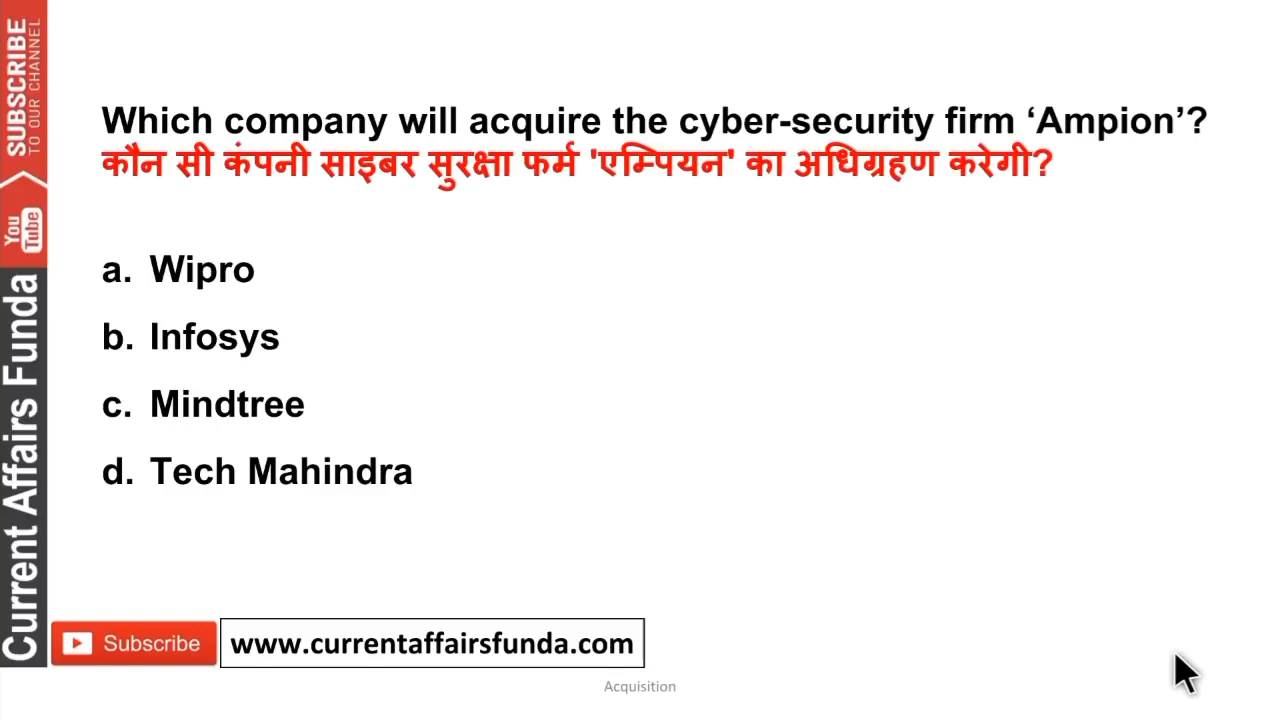 SUBSCRIBE
TO OUR CHANNEL
You
Tube
Current Affairs Funda
Which company will acquire the cyber-security firm ‘Ampion’?
कौन सी कंपनी साइबर सुरक्षा फर्म 'एम्पियन' का अधिग्रहण करेगी?
a. Wipro
b. Infosys
c. Mindtree
d. Tech Mahindra
Subscribe
www.currentaffairsfunda.com
Acquisition